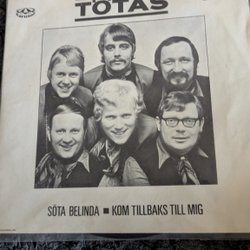 TOTAS
SÖTA BELINDA ■ KOM TILLBAKS TILL MIG